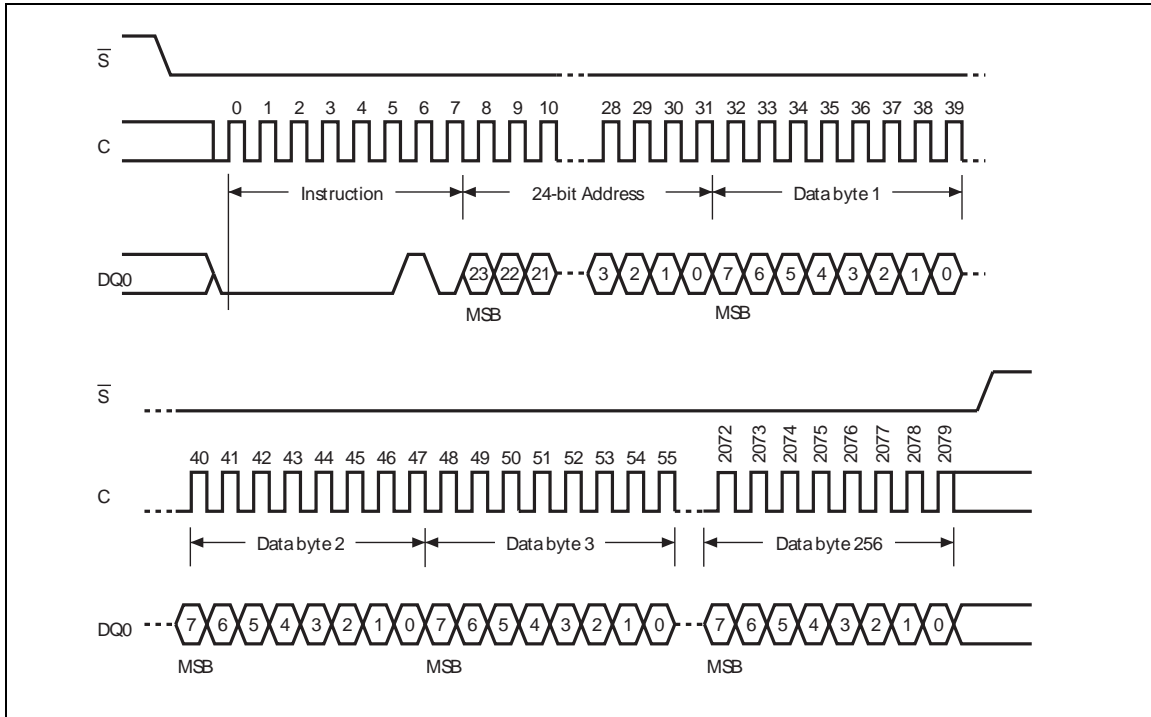 S
0 1 2 3 4 5 6 7 8 9 10 28 29 30 31 32 33 34 35 36 37 38 39
C
Instruction 24-bit Address Data byte 1
DQ0 23 22 21 3 2 1 0 7 6 5 4 3 2 1 0
MSB MSB
S
40 41 42 43 44 45 46 47 48 49 50 51 52 53 54 55 2072 2073 2074 2075 2076 2077 2078 2079
C
Data byte 2 Data byte 3 Data byte 256
DQ0 7 6 5 4 3 2 1 0 7 6 5 4 3 2 1 0 7 6 5 4 3 2 1 0
MSB MSB MSB